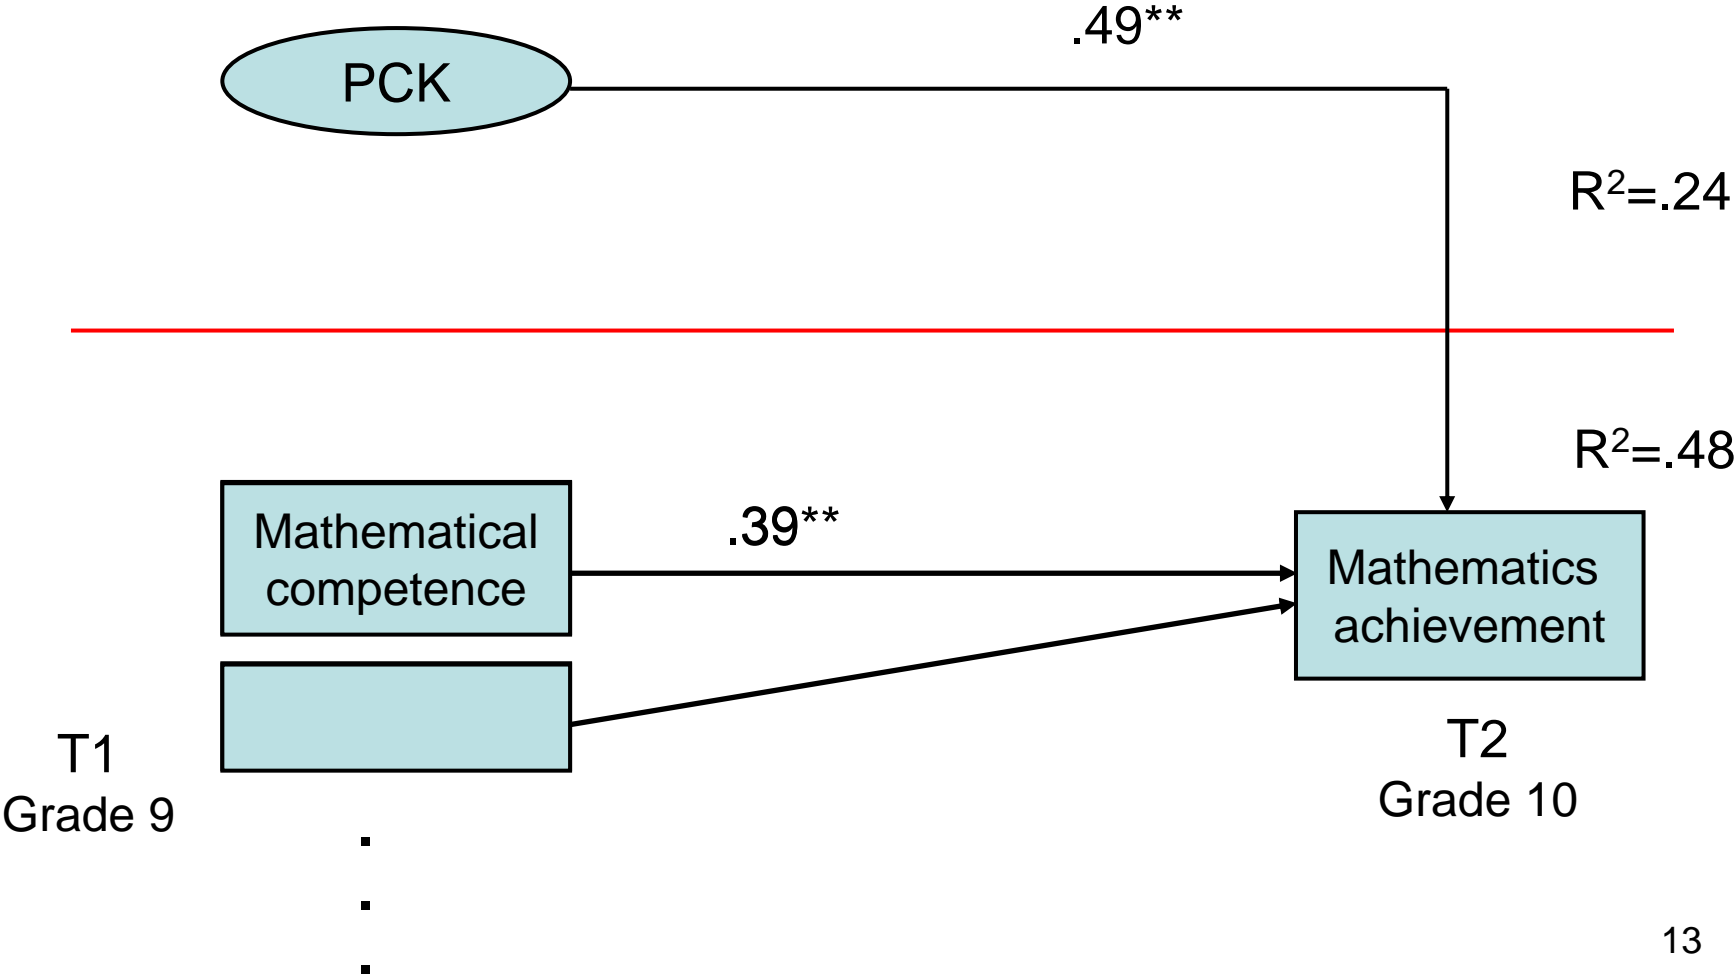 .49**
PCK
R²=.24
R²=.48
.39**
Mathematical
competence
Mathematics
achievement
T1
Grade 9
T2
Grade 10
.
.
.
13